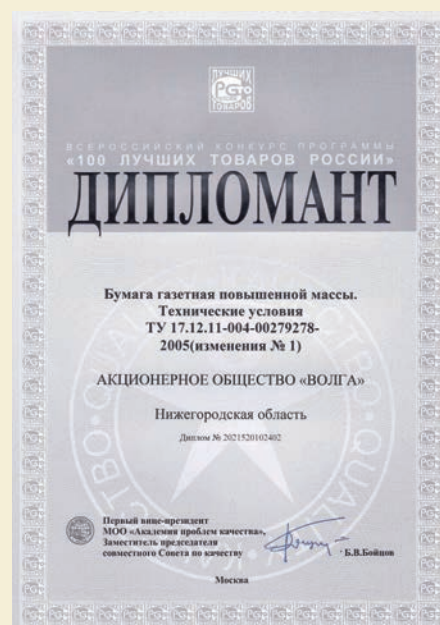 ЛУЧШИХ
ТОВАРОВ
ВСЕРОССИЙСКИЙ КОНКУРС ПРОГРАММЫ
«100 ЛУЧШИХ ТОВАРОВ РОССИИ»
ДИПЛОМАНТ
Бумага газетная повышенной массы.
Технические условия
ТУ 17.12.11-004-00279278-
2005(изменения № 1)
АКЦИОНЕРНОЕ ОБЩЕСТВО «ВОЛГА»
Нижегородская область
Диплом № 2021520102402
Первый вице-президент
МОО «Академия проблем качества»,
Заместитель председателя
совместного Совета по качеству
Б.В.Бойцов
Москва